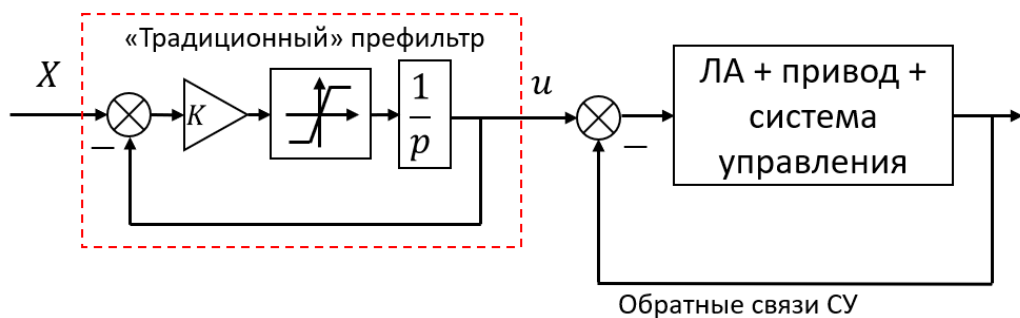 «Традиционный» префильтр
X
K
1
p
u
ЛА + привод +
система
управления
−
−
Обратные связи СУ